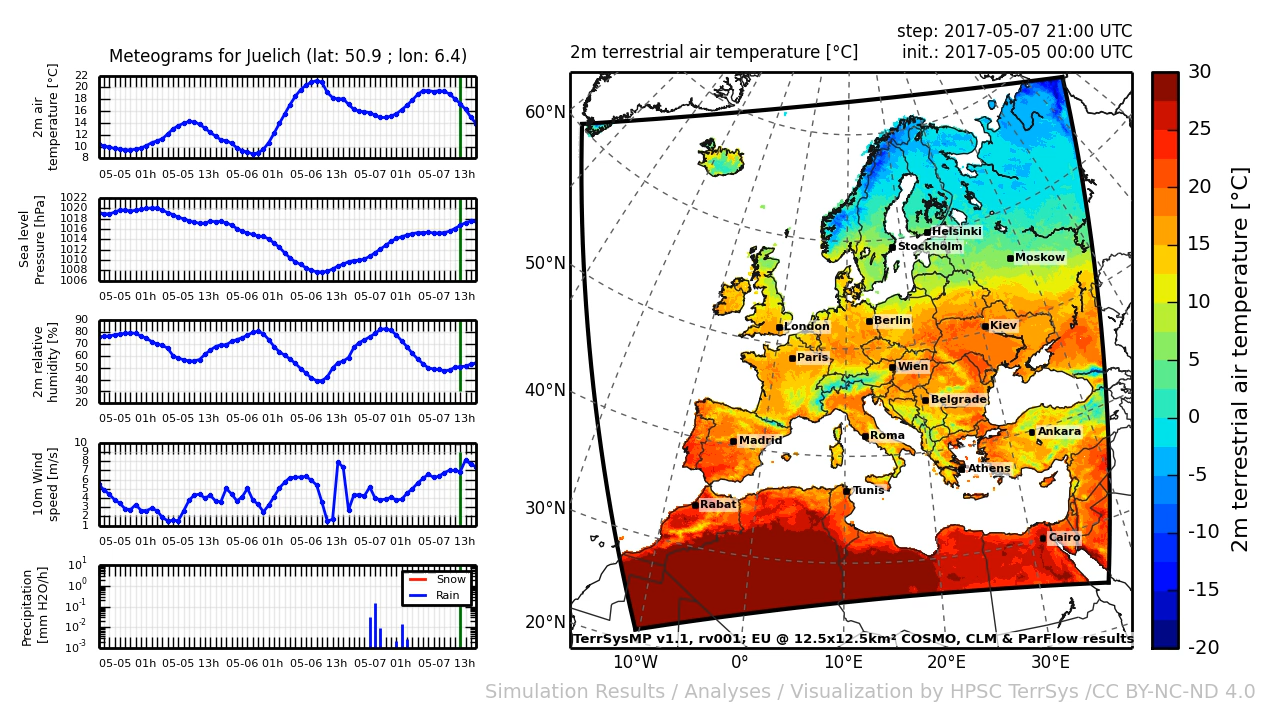 step: 2017-05-07 21:00 UTC
2m terrestrial air temperature [°C] init.: 2017-05-05 00:00 UTC
Meteograms for Juelich (lat: 50.9 ; lon: 6.4)
2m air
temperature [°C]
22
20
18
16
14
12
10
8
05-05 01h 05-05 13h 05-06 01h 05-06 13h 05-07 01h 05-07 13h
Sea level
Pressure [hPa]
1022
1020
1018
1016
1014
1012
1010
1008
1006
05-05 01h 05-05 13h 05-06 01h 05-06 13h 05-07 01h 05-07 13h
2m relative
humidity [%]
90
80
70
60
50
40
30
20
05-05 01h 05-05 13h 05-06 01h 05-06 13h 05-07 01h 05-07 13h
10m Wind
speed [m/s]
10
9
8
7
6
5
4
3
2
1
05-05 01h 05-05 13h 05-06 01h 05-06 13h 05-07 01h 05-07 13h
Precipitation
[mm H2O/h]
10¹
10⁰
10⁻¹
10⁻²
10⁻³
Snow
Rain
05-05 01h 05-05 13h 05-06 01h 05-06 13h 05-07 01h 05-07 13h
60°N
50°N
40°N
30°N
20°N
Helsinki
Stockholm
Moskow
London
Berlin
Kiev
Paris
Wien
Belgrade
Madrid
Roma
Ankara
Athens
Tunis
Rabat
Cairo
TerrSysMP v1.1, rv001; EU @ 12.5x12.5km² COSMO, CLM & ParFlow results
10°W 0° 10°E 20°E 30°E
30
25
20
15
10
5
0
-5
-10
-15
-20
2m terrestrial air temperature [°C]
Simulation Results / Analyses / Visualization by HPSC TerrSys /CC BY-NC-ND 4.0